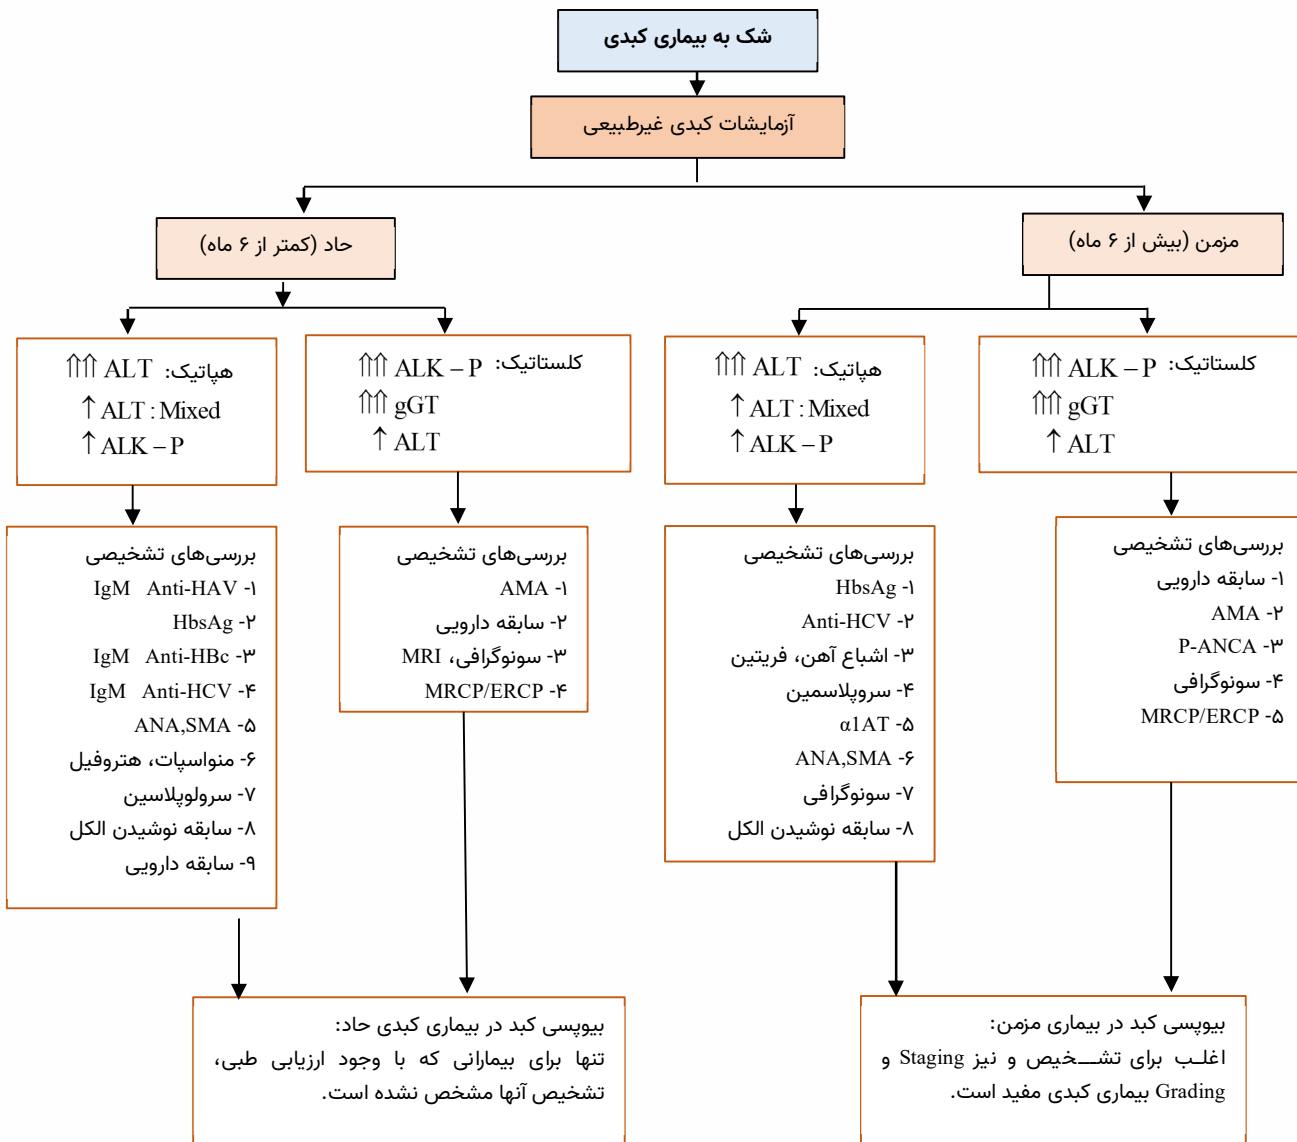 شک به بیماری کبدی
آزمایشات کبدی غیرطبیعی
مزمن (بیش از ۶ ماه)
حاد (کمتر از ۶ ماه)
کلستاتیک: ⇑⇑⇑ ALK – P
⇑⇑⇑ gGT
↑ ALT
هپاتیک: ⇑⇑ ALT
↑ ALT : Mixed
↑ ALK – P
کلستاتیک: ⇑⇑⇑ ALK – P
⇑⇑⇑ gGT
↑ ALT
هپاتیک: ⇑⇑ ALT
↑ ALT : Mixed
↑ ALK – P
بررسی‌های تشخیصی
۱- سابقه دارویی
۲- AMA
۳- P-ANCA
۴- سونوگرافی
۵- MRCP/ERCP
بررسی‌های تشخیصی
۱- HbsAg
۲- Anti-HCV
۳- اشباع آهن، فریتین
۴- سروپلاسمین
۵- α1AT
۶- ANA,SMA
۷- سونوگرافی
۸- سابقه نوشیدن الکل
بررسی‌های تشخیصی
۱- AMA
۲- سابقه دارویی
۳- سونوگرافی، MRI
۴- MRCP/ERCP
بررسی‌های تشخیصی
۱- IgM Anti-HAV
۲- HbsAg
۳- IgM Anti-HBc
۴- IgM Anti-HCV
۵- ANA,SMA
۶- منواسپات، هتروفیل
۷- سرولوپلاسین
۸- سابقه نوشیدن الکل
۹- سابقه دارویی
بیوپسی کبد در بیماری مزمن:
اغلب برای تشخیص و نیز Staging و
Grading بیماری کبدی مفید است.
بیوپسی کبد در بیماری کبدی حاد:
تنها برای بیمارانی که با وجود ارزیابی طبی،
تشخیص آنها مشخص نشده است.